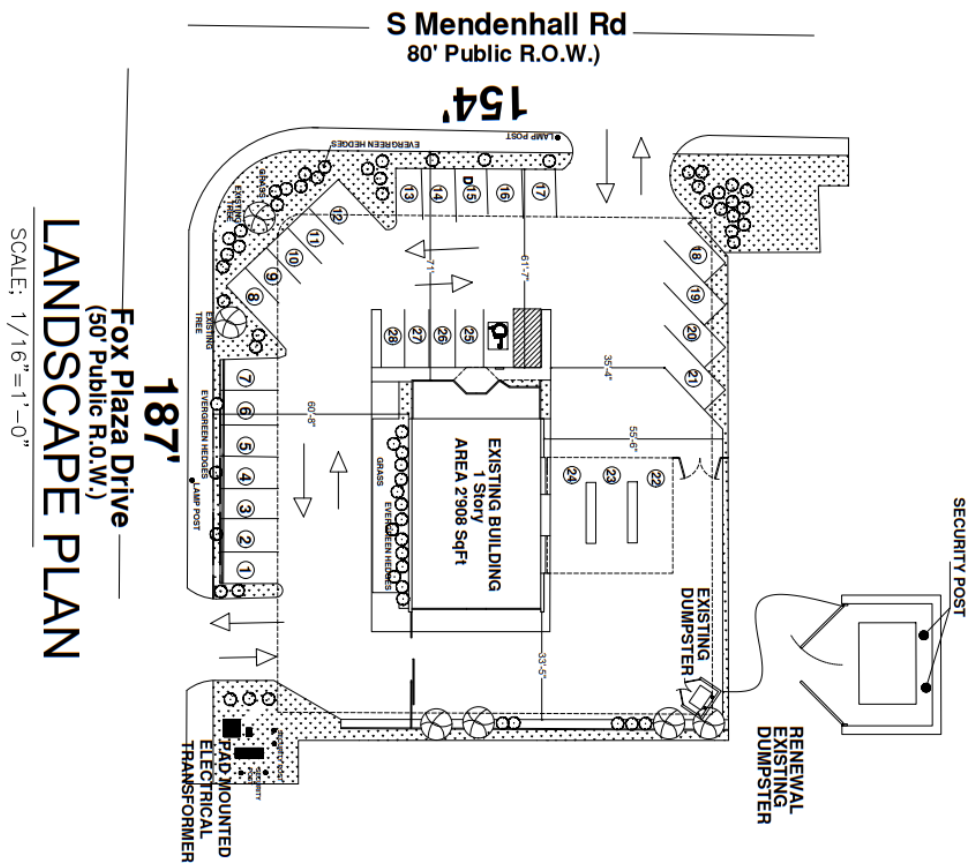 S Mendenhall Rd
80' Public R.O.W.)
154'
LAMP POST
EVERGREEN HEDGES
GRASS
EXISTING
TREE
EXISTING
TREE
13
14
D15
16
17
12
11
10
9
8
18
19
20
21
71'
61'-7"
28
27
26
25
35'-4"
55'-6"
60'-8"
7
6
5
4
3
2
1
EVERGREEN HEDGES
LAMP POST
GRASS
EVERGREEN HEDGES
EXISTING BUILDING
1 Story
AREA 2'908 SqFt
24
23
22
33'-5"
EXISTING
DUMPSTER
SECURITY POST
RENEWAL
EXISTING
DUMPSTER
SECURITY
POST
PAD MOUNTED
ELECTRICAL
TRANSFORMER
187'
Fox Plaza Drive
(50' Public R.O.W.)
LANDSCAPE PLAN
SCALE; 1/16"=1'-0"